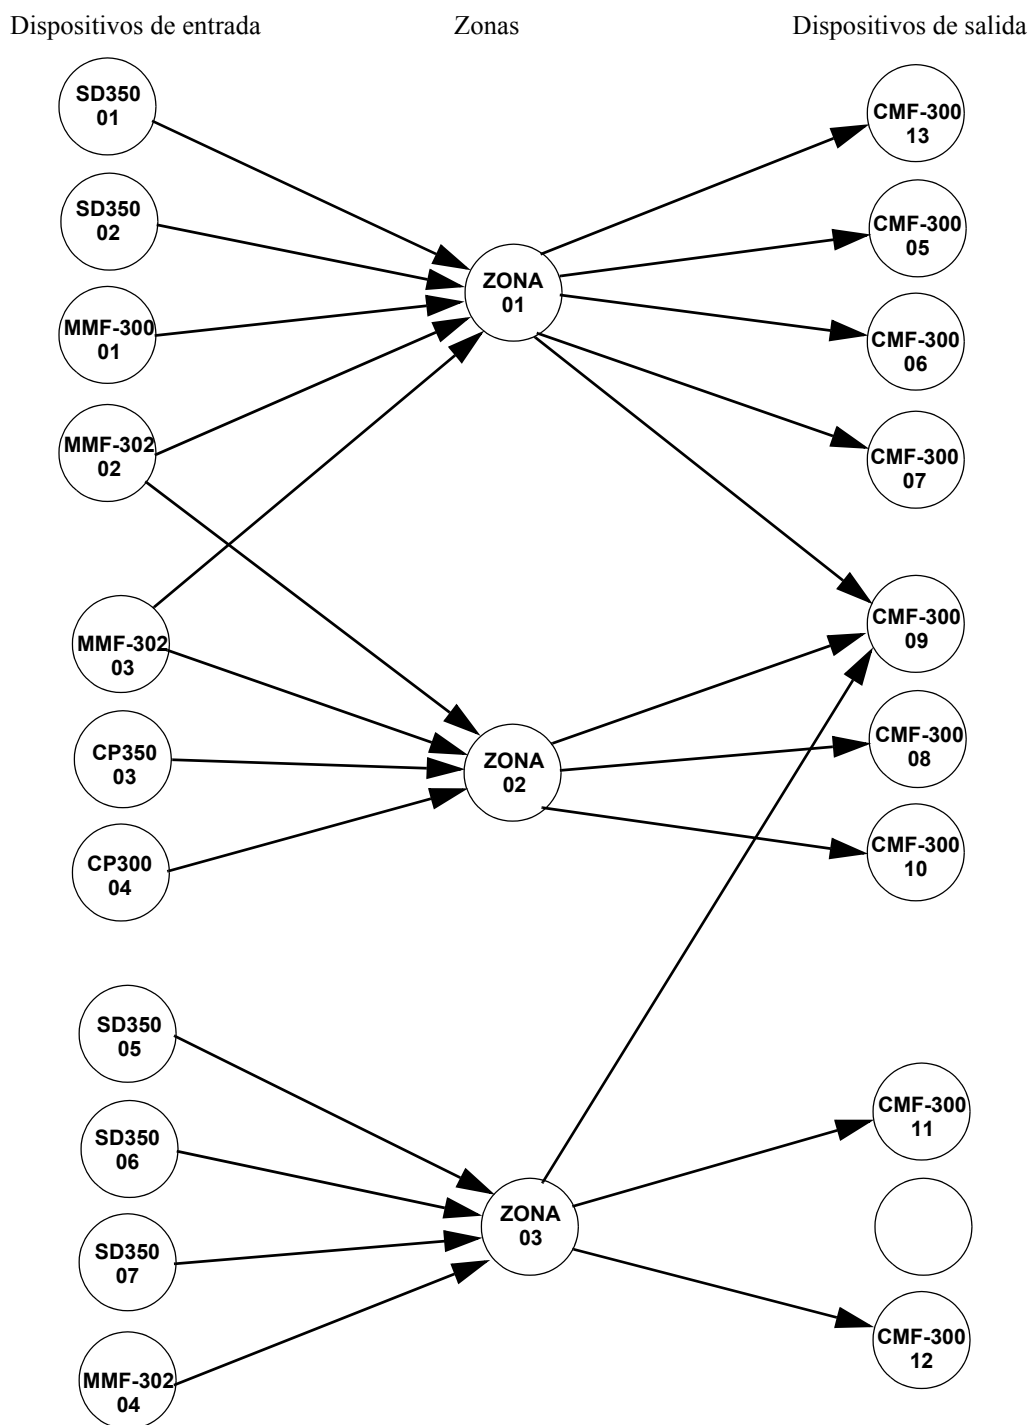 Dispositivos de entrada
Zonas
Dispositivos de salida
SD350
01
SD350
02
MMF-300
01
MMF-302
02
MMF-302
03
CP350
03
CP300
04
SD350
05
SD350
06
SD350
07
MMF-302
04
ZONA
01
ZONA
02
ZONA
03
CMF-300
13
CMF-300
05
CMF-300
06
CMF-300
07
CMF-300
09
CMF-300
08
CMF-300
10
CMF-300
11
CMF-300
12